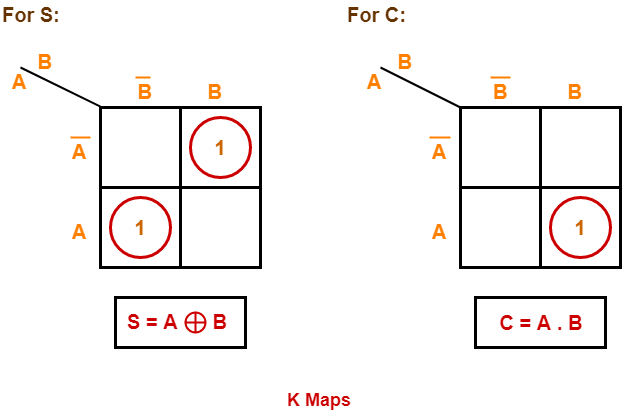 For S:
For C:
B
A
B̅ B
A̅ 1
A 1
S = A ⊕ B
B
A
B̅ B
A̅
A 1
C = A . B
K Maps